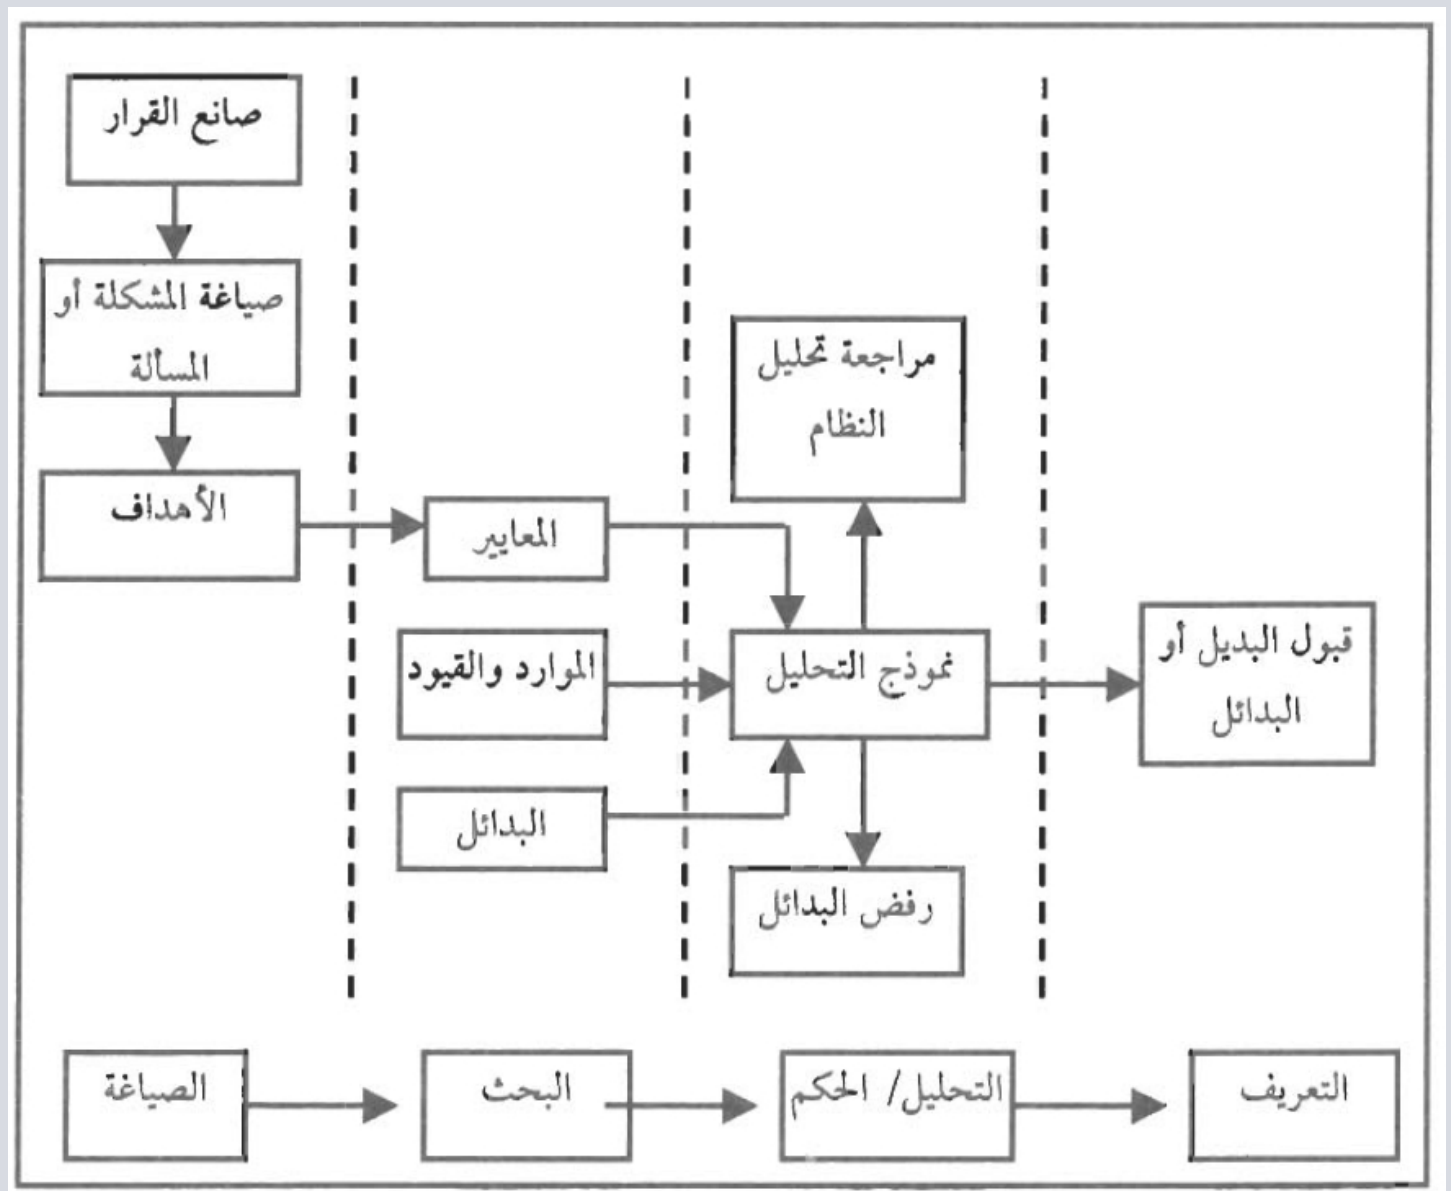 صانع القرار
صياغة المشكلة أو
المسألة
الأهداف
المعايير
الموارد والقيود
البدائل
مراجعة تحليل
النظام
نموذج التحليل
رفض البدائل
قبول البديل أو
البدائل
الصياغة
البحث
التحليل/ الحكم
التعريف